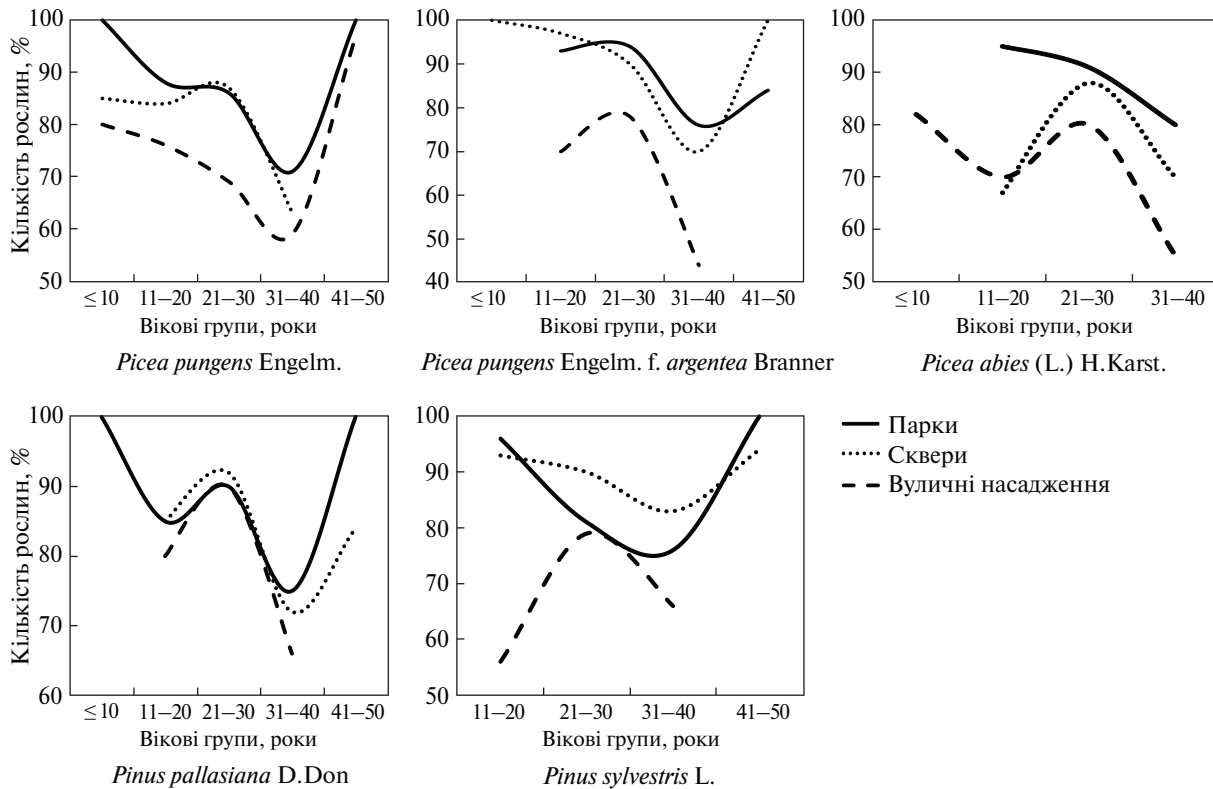 Кількість рослин, %
100
90
80
70
60
50
≤ 10 11–20 21–30 31–40 41–50
Вікові групи, роки
Picea pungens Engelm.
100
90
80
70
60
50
40
≤ 10 11–20 21–30 31–40 41–50
Вікові групи, роки
Picea pungens Engelm. f. argentea Branner
100
90
80
70
60
50
≤ 10 11–20 21–30 31–40
Вікові групи, роки
Picea abies (L.) H.Karst.
Кількість рослин, %
100
90
80
70
60
≤ 10 11–20 21–30 31–40 41–50
Вікові групи, роки
Pinus pallasiana D.Don
100
90
80
70
60
50
11–20 21–30 31–40 41–50
Вікові групи, роки
Pinus sylvestris L.
Парки
Сквери
Вуличні насадження